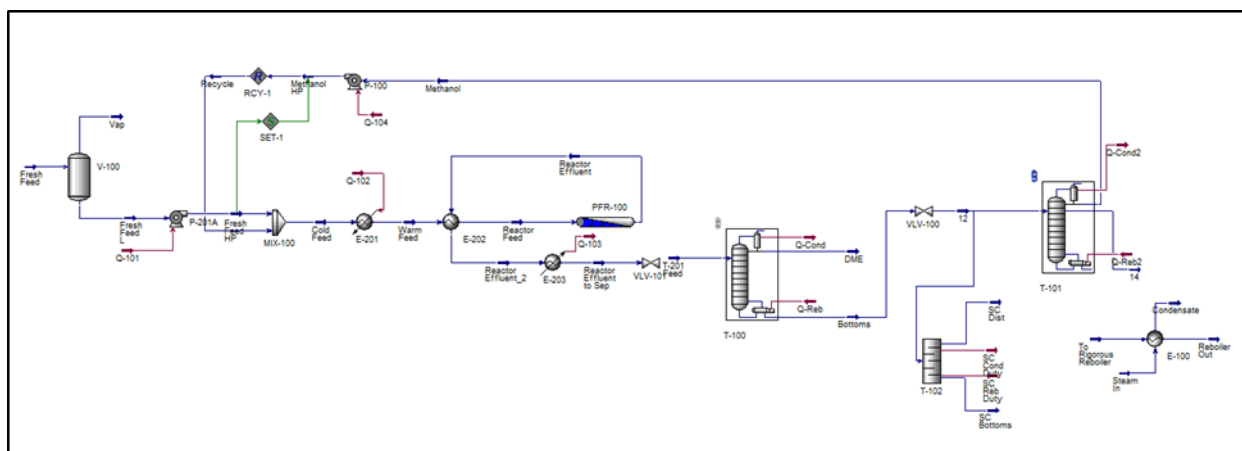 Recycle
RCY-1
Methanol
HP
P-100
Methanol
Q-104
SET-1
Vap
V-100
Fresh
Feed
Fresh
Feed
L
P-201A
Q-101
Fresh
Feed
HP
MIX-100
Cold
Feed
Q-102
E-201
Warm
Feed
E-202
Reactor
Effluent
PFR-100
Reactor
Feed
Reactor
Effluent_2
Q-103
E-203
Reactor
Effluent
to Sep
VLV-101
T-201
Feed
Q-Cond
DME
Q-Reb
Bottoms
T-100
VLV-100
12
Q-Cond2
Q-Reb2
14
T-101
SC
Dist
SC
Cond
Duty
SC
Reb
Duty
T-102
SC
Bottoms
Condensate
To
Rigorous
Reboiler
E-100
Reboiler
Out
Steam
In